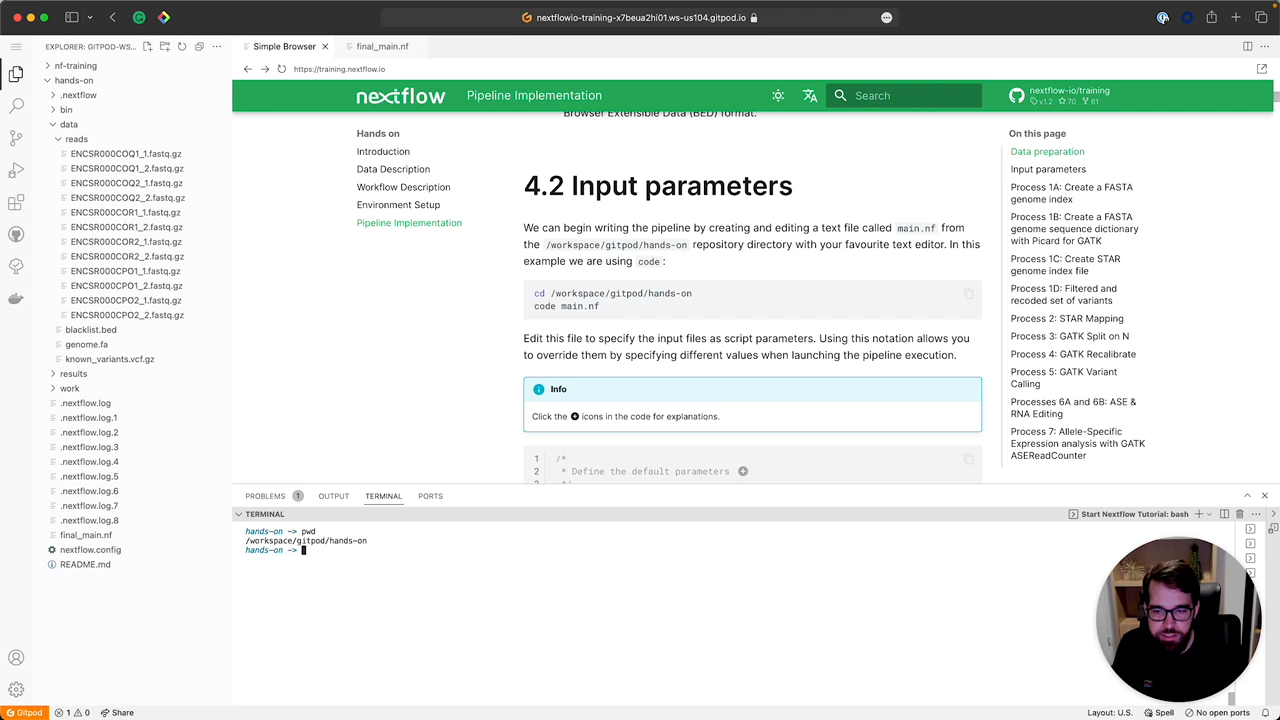 nextflowio-training-x7beua2hi01.ws-us104.gitpod.io
EXPLORER: GITPOD-WS...
nf-training
hands-on
.nextflow
bin
data
reads
ENCSR000COQ1_1.fastq.gz
ENCSR000COQ1_2.fastq.gz
ENCSR000COQ2_1.fastq.gz
ENCSR000COQ2_2.fastq.gz
ENCSR000COR1_1.fastq.gz
ENCSR000COR1_2.fastq.gz
ENCSR000COR2_1.fastq.gz
ENCSR000COR2_2.fastq.gz
ENCSR000CPO1_1.fastq.gz
ENCSR000CPO1_2.fastq.gz
ENCSR000CPO2_1.fastq.gz
ENCSR000CPO2_2.fastq.gz
blacklist.bed
genome.fa
known_variants.vcf.gz
results
work
.nextflow.log
.nextflow.log.1
.nextflow.log.2
.nextflow.log.3
.nextflow.log.4
.nextflow.log.5
.nextflow.log.6
.nextflow.log.7
.nextflow.log.8
final_main.nf
nextflow.config
README.md
Simple Browser
final_main.nf
https://training.nextflow.io
nextflow
Pipeline Implementation
Search
nextflow-io/training
v1.2 70 61
Hands on
Introduction
Data Description
Workflow Description
Environment Setup
Pipeline Implementation
Browser Extensible Data (BED) format.
4.2 Input parameters
We can begin writing the pipeline by creating and editing a text file called main.nf from
the /workspace/gitpod/hands-on repository directory with your favourite text editor. In this
example we are using code:
cd /workspace/gitpod/hands-on
code main.nf
Edit this file to specify the input files as script parameters. Using this notation allows you
to override them by specifying different values when launching the pipeline execution.
Info
Click the icons in the code for explanations.
1 /*
2 * Define the default parameters
3 */
On this page
Data preparation
Input parameters
Process 1A: Create a FASTA
genome index
Process 1B: Create a FASTA
genome sequence dictionary
with Picard for GATK
Process 1C: Create STAR
genome index file
Process 1D: Filtered and
recoded set of variants
Process 2: STAR Mapping
Process 3: GATK Split on N
Process 4: GATK Recalibrate
Process 5: GATK Variant
Calling
Processes 6A and 6B: ASE &
RNA Editing
Process 7: Allele-Specific
Expression analysis with GATK
ASEReadCounter
PROBLEMS 1 OUTPUT TERMINAL PORTS
TERMINAL
Start Nextflow Tutorial: bash
hands-on -> pwd
/workspace/gitpod/hands-on
hands-on ->
Gitpod
1 0
Share
Layout: U.S.
Spell
No open ports